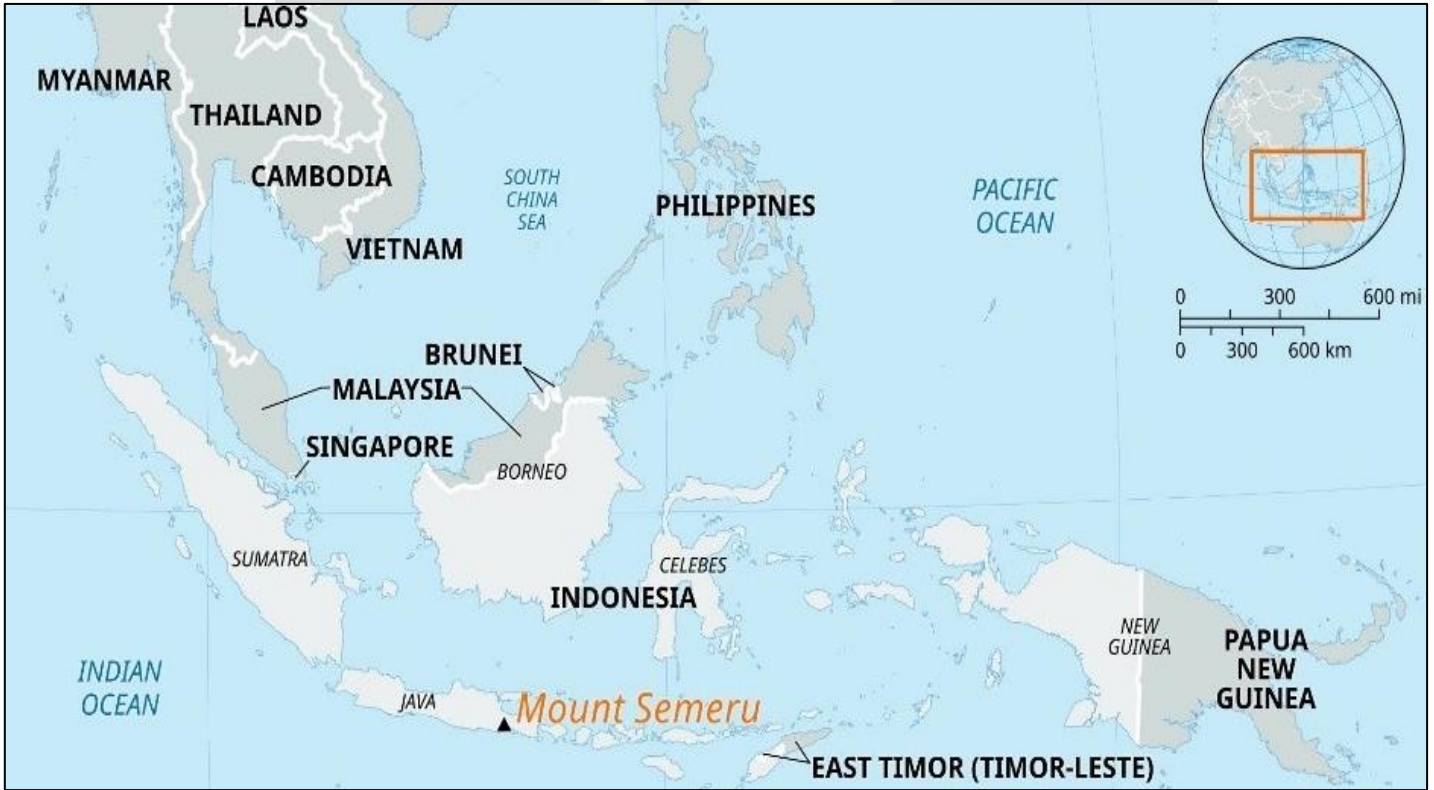 LAOS
MYANMAR
THAILAND
CAMBODIA
VIETNAM
SOUTH
CHINA
SEA
PHILIPPINES
PACIFIC
OCEAN
0 300 600 mi
0 300 600 km
BRUNEI
MALAYSIA
SINGAPORE
BORNEO
SUMATRA
CELEBES
INDONESIA
NEW
GUINEA
PAPUA
NEW
GUINEA
INDIAN
OCEAN
JAVA
Mount Semeru
EAST TIMOR (TIMOR-LESTE)